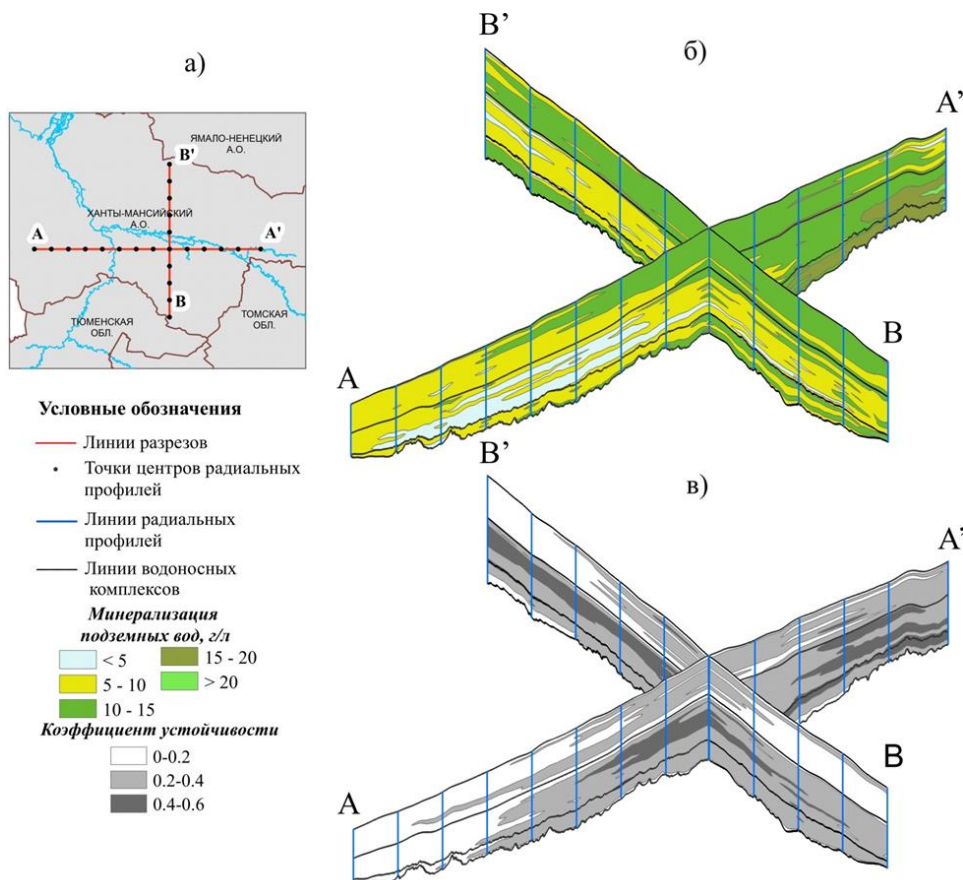 а)
ЯМАЛО-НЕНЕЦКИЙ
А.О.
B'
ХАНТЫ-МАНСИЙСКИЙ
А.О.
A
A'
B
ТЮМЕНСКАЯ
ОБЛ.
ТОМСКАЯ
ОБЛ.
Условные обозначения
Линии разрезов
Точки центров радиальных
профилей
Линии радиальных
профилей
Линии водоносных
комплексов
Минерализация
подземных вод, г/л
< 5
15 - 20
5 - 10
> 20
10 - 15
Коэффициент устойчивости
0-0.2
0.2-0.4
0.4-0.6
б)
B'
A'
A
B
в)
B'
A'
A
B